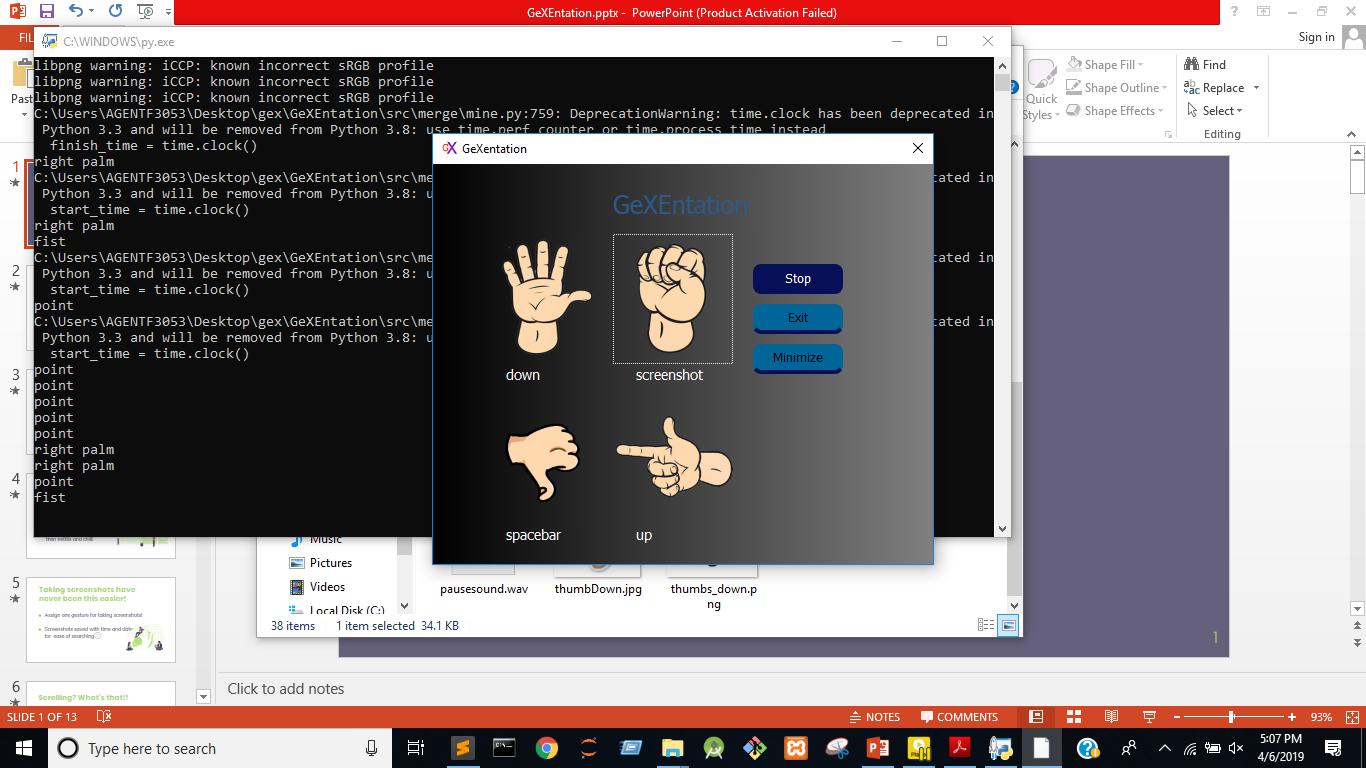 GeXEntation.pptx - PowerPoint (Product Activation Failed)
C:\WINDOWS\py.exe
Sign in
libpng warning: iCCP: known incorrect sRGB profile
libpng warning: iCCP: known incorrect sRGB profile
libpng warning: iCCP: known incorrect sRGB profile
C:\Users\AGENTF3053\Desktop\gex\GeXEntation\src\merge\mine.py:759: DeprecationWarning: time.clock has been deprecated in
Python 3.3 and will be removed from Python 3.8: use time.perf_counter or time.process_time instead
finish_time = time.clock()
right palm
C:\Users\AGENTF3053\Desktop\gex\GeXEntation\src\me
cated in
Python 3.3 and will be removed from Python 3.8: u
start_time = time.clock()
right palm
fist
C:\Users\AGENTF3053\Desktop\gex\GeXEntation\src\me
cated in
Python 3.3 and will be removed from Python 3.8: u
start_time = time.clock()
point
C:\Users\AGENTF3053\Desktop\gex\GeXEntation\src\me
cated in
Python 3.3 and will be removed from Python 3.8: u
start_time = time.clock()
point
point
point
point
point
right palm
right palm
point
fist
GeXentation
GeXEntation
down
screenshot
spacebar
up
Stop
Exit
Minimize
Quick
Styles
Shape Fill
Shape Outline
Shape Effects
Find
Replace
Select
Editing
1
2
3
4
5
Taking screenshots have
never been this easier!
Assign one gesture for taking screenshots!
Screenshots saved with time and date
for ease of searching
6
Scrolling? What's that!!
Music
Pictures
Videos
Local Disk (C:)
pausesound.wav
thumbDown.jpg
thumbs_down.p
ng
38 items
1 item selected 34.1 KB
1
Click to add notes
SLIDE 1 OF 13
NOTES
COMMENTS
93%
Type here to search
5:07 PM
4/6/2019